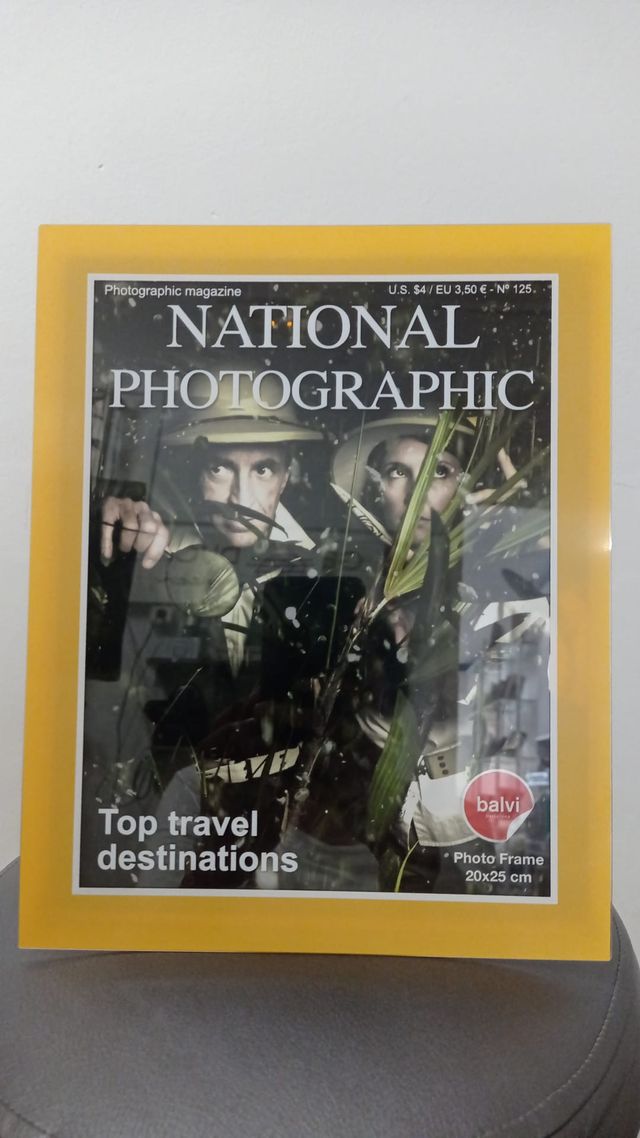 Photographic magazine
U.S. $4 / EU 3,50 € - Nº 125
NATIONAL
PHOTOGRAPHIC
Top travel
destinations
balvi
Photo Frame
20x25 cm